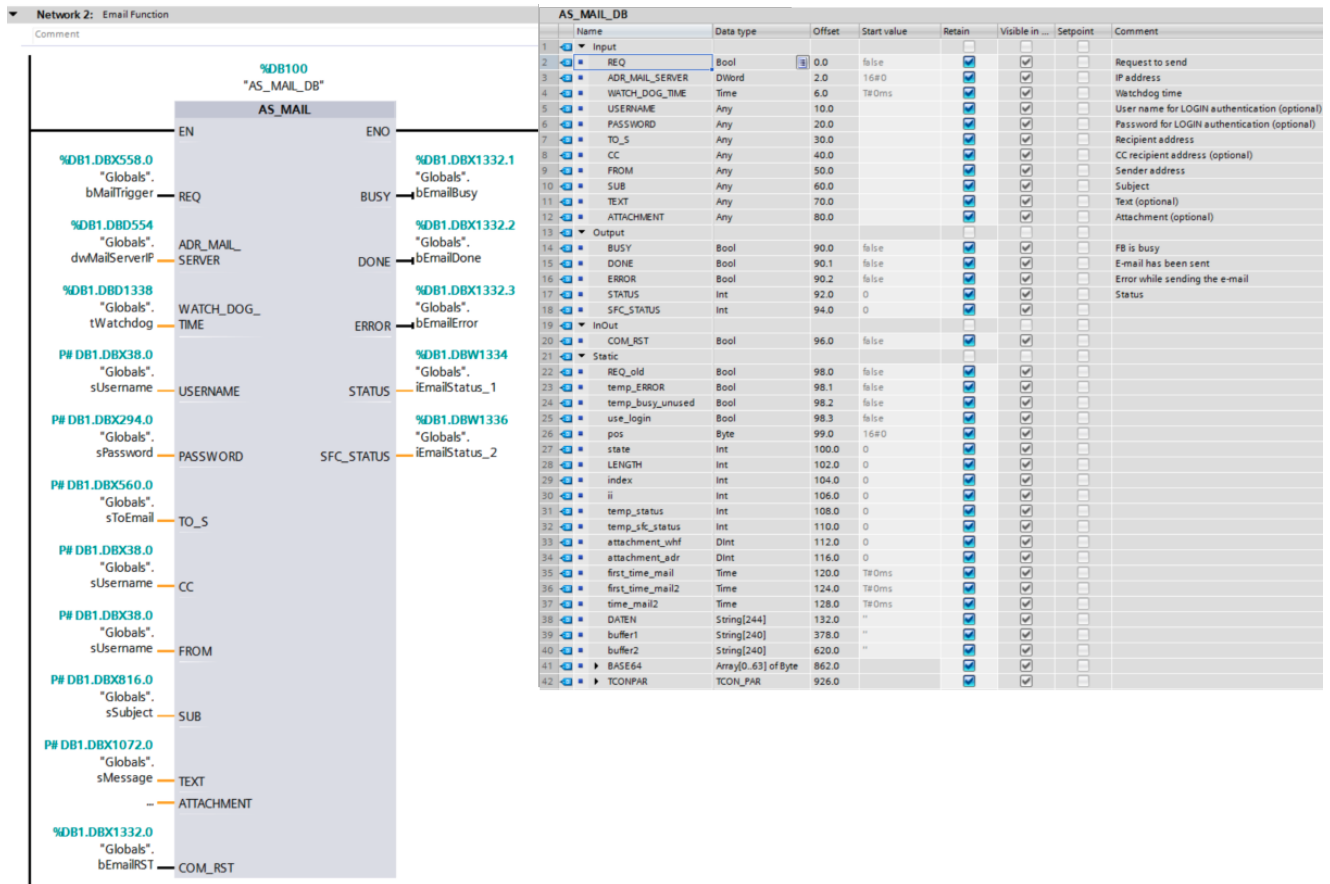 Network 2: Email Function
Comment
%DB100
"AS_MAIL_DB"
AS_MAIL
EN ENO
%DB1.DBX558.0
"Globals".
bMailTrigger REQ
%DB1.DBX1332.1
"Globals".
BUSY bEmailBusy
%DB1.DBD554
"Globals".
dwMailServerIP
ADR_MAIL_
SERVER
%DB1.DBX1332.2
"Globals".
DONE bEmailDone
%DB1.DBD1338
"Globals".
tWatchdog
WATCH_DOG_
TIME
%DB1.DBX1332.3
"Globals".
ERROR bEmailError
P# DB1.DBX38.0
"Globals".
sUsername USERNAME
%DB1.DBW1334
"Globals".
STATUS iEmailStatus_1
P# DB1.DBX294.0
"Globals".
sPassword PASSWORD
%DB1.DBW1336
"Globals".
SFC_STATUS iEmailStatus_2
P# DB1.DBX560.0
"Globals".
sToEmail TO_S
P# DB1.DBX38.0
"Globals".
sUsername CC
P# DB1.DBX38.0
"Globals".
sUsername FROM
P# DB1.DBX816.0
"Globals".
sSubject SUB
P# DB1.DBX1072.0
"Globals".
sMessage TEXT
... ATTACHMENT
%DB1.DBX1332.0
"Globals".
bEmailRST COM_RST
AS_MAIL_DB
Name Data type Offset Start value Retain Visible in ... Setpoint Comment
1 Input
2 REQ Bool 0.0 false Request to send
3 ADR_MAIL_SERVER DWord 2.0 16#0 IP address
4 WATCH_DOG_TIME Time 6.0 T#0ms Watchdog time
5 USERNAME Any 10.0 User name for LOGIN authentication (optional)
6 PASSWORD Any 20.0 Password for LOGIN authentication (optional)
7 TO_S Any 30.0 Recipient address
8 CC Any 40.0 CC recipient address (optional)
9 FROM Any 50.0 Sender address
10 SUB Any 60.0 Subject
11 TEXT Any 70.0 Text (optional)
12 ATTACHMENT Any 80.0 Attachment (optional)
13 Output
14 BUSY Bool 90.0 false FB is busy
15 DONE Bool 90.1 false E-mail has been sent
16 ERROR Bool 90.2 false Error while sending the e-mail
17 STATUS Int 92.0 0 Status
18 SFC_STATUS Int 94.0 0
19 InOut
20 COM_RST Bool 96.0 false
21 Static
22 REQ_old Bool 98.0 false
23 temp_ERROR Bool 98.1 false
24 temp_busy_unused Bool 98.2 false
25 use_login Bool 98.3 false
26 pos Byte 99.0 16#0
27 state Int 100.0 0
28 LENGTH Int 102.0 0
29 index Int 104.0 0
30 ii Int 106.0 0
31 temp_status Int 108.0 0
32 temp_sfc_status Int 110.0 0
33 attachment_whf DInt 112.0 0
34 attachment_adr DInt 116.0 0
35 first_time_mail Time 120.0 T#0ms
36 first_time_mail2 Time 124.0 T#0ms
37 time_mail2 Time 128.0 T#0ms
38 DATEN String[244] 132.0 ''
39 buffer1 String[240] 378.0 ''
40 buffer2 String[240] 620.0 ''
41 BASE64 Array[0..63] of Byte 862.0
42 TCONPAR TCON_PAR 926.0